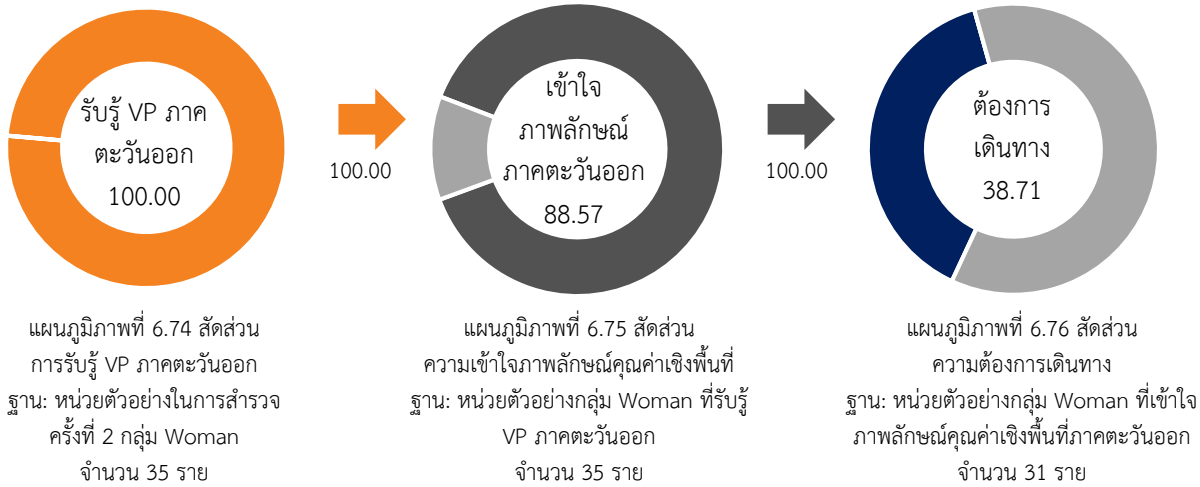 รับรู้ VP ภาค
ตะวันออก
100.00
100.00
เข้าใจ
ภาพลักษณ์
ภาคตะวันออก
88.57
100.00
ต้องการ
เดินทาง
38.71
แผนภูมิภาพที่ 6.74 สัดส่วน
การรับรู้ VP ภาคตะวันออก
ฐาน: หน่วยตัวอย่างในการสำรวจ
ครั้งที่ 2 กลุ่ม Woman
จำนวน 35 ราย
แผนภูมิภาพที่ 6.75 สัดส่วน
ความเข้าใจภาพลักษณ์คุณค่าเชิงพื้นที่
ฐาน: หน่วยตัวอย่างกลุ่ม Woman ที่รับรู้
VP ภาคตะวันออก
จำนวน 35 ราย
แผนภูมิภาพที่ 6.76 สัดส่วน
ความต้องการเดินทาง
ฐาน: หน่วยตัวอย่างกลุ่ม Woman ที่เข้าใจ
ภาพลักษณ์คุณค่าเชิงพื้นที่ภาคตะวันออก
จำนวน 31 ราย